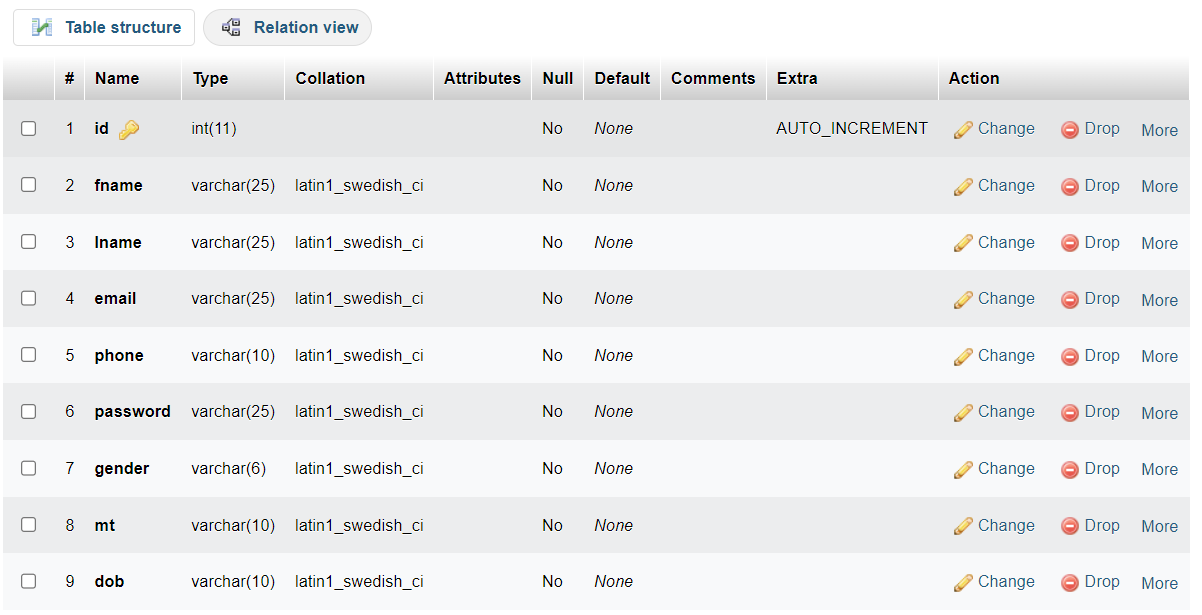 Table structure Relation view
# Name Type Collation Attributes Null Default Comments Extra Action
1 id int(11) No None AUTO_INCREMENT Change Drop More
2 fname varchar(25) latin1_swedish_ci No None Change Drop More
3 lname varchar(25) latin1_swedish_ci No None Change Drop More
4 email varchar(25) latin1_swedish_ci No None Change Drop More
5 phone varchar(10) latin1_swedish_ci No None Change Drop More
6 password varchar(25) latin1_swedish_ci No None Change Drop More
7 gender varchar(6) latin1_swedish_ci No None Change Drop More
8 mt varchar(10) latin1_swedish_ci No None Change Drop More
9 dob varchar(10) latin1_swedish_ci No None Change Drop More